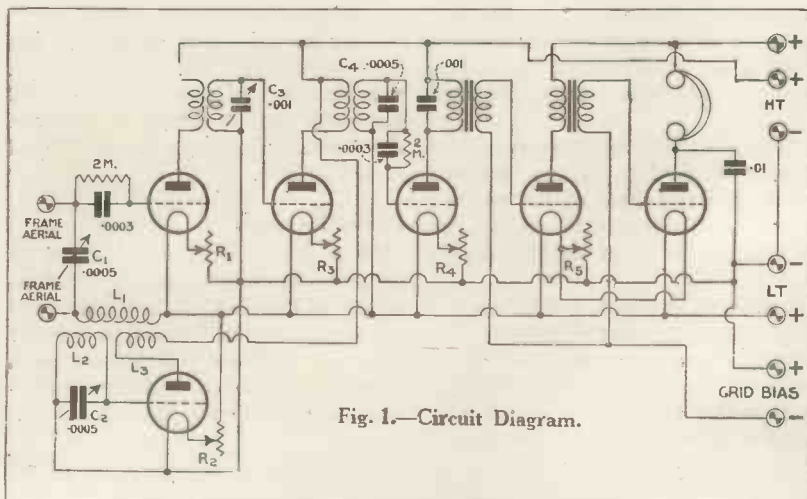 C3
.001
C4
.0005
.001
+
+
HT
−
2 M.
.0003
.0003
2
M.
.01
FRAME
AERIAL
C1
.0005
FRAME
AERIAL
R1
R3
R4
R5
−
LT
+
L1
L2
L3
C2
.0005
R2
+
GRID BIAS
−
Fig. 1.—Circuit Diagram.